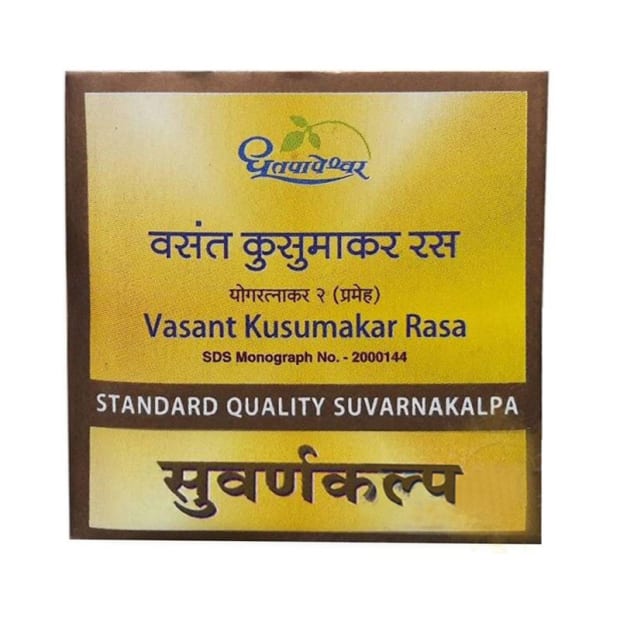 धूतपापेश्वर
वसंत कुसुमाकर रस
योगरत्नाकर २ (प्रमेह)
Vasant Kusumakar Rasa
SDS Monograph No. - 2000144
STANDARD QUALITY SUVARNAKALPA
सुवर्णकल्प